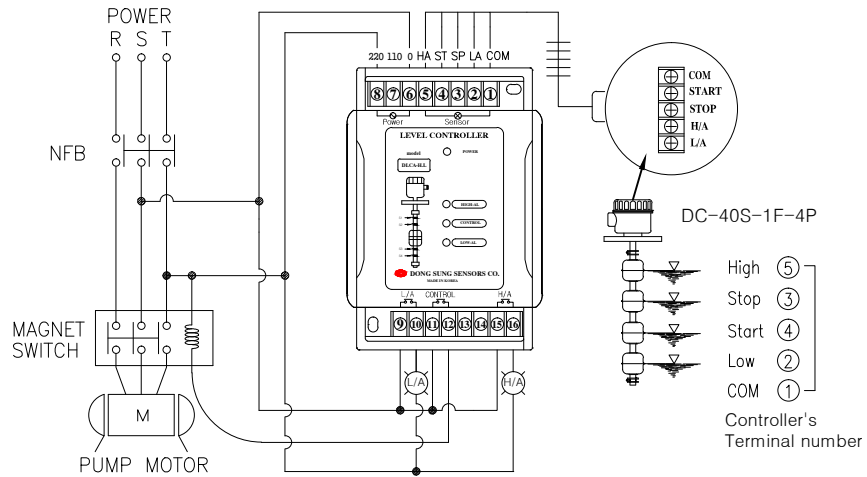 POWER
R S T
NFB
MAGNET
SWITCH
M
PUMP MOTOR
220 110 0 HA ST SP LA COM
8 7 6 5 4 3 2 1
Power Sensor
LEVEL CONTROLLER
model POWER
DLCA-H.L
HIGH-AL
CONTROL
LOW-AL
DONG SUNG SENSORS CO.
MADE IN KOREA
L/A CONTROL H/A
9 10 11 12 13 14 15 16
L/A H/A
COM
START
STOP
H/A
L/A
DC-40S-1F-4P
High 5
Stop 3
Start 4
Low 2
COM 1
Controller's
Terminal number